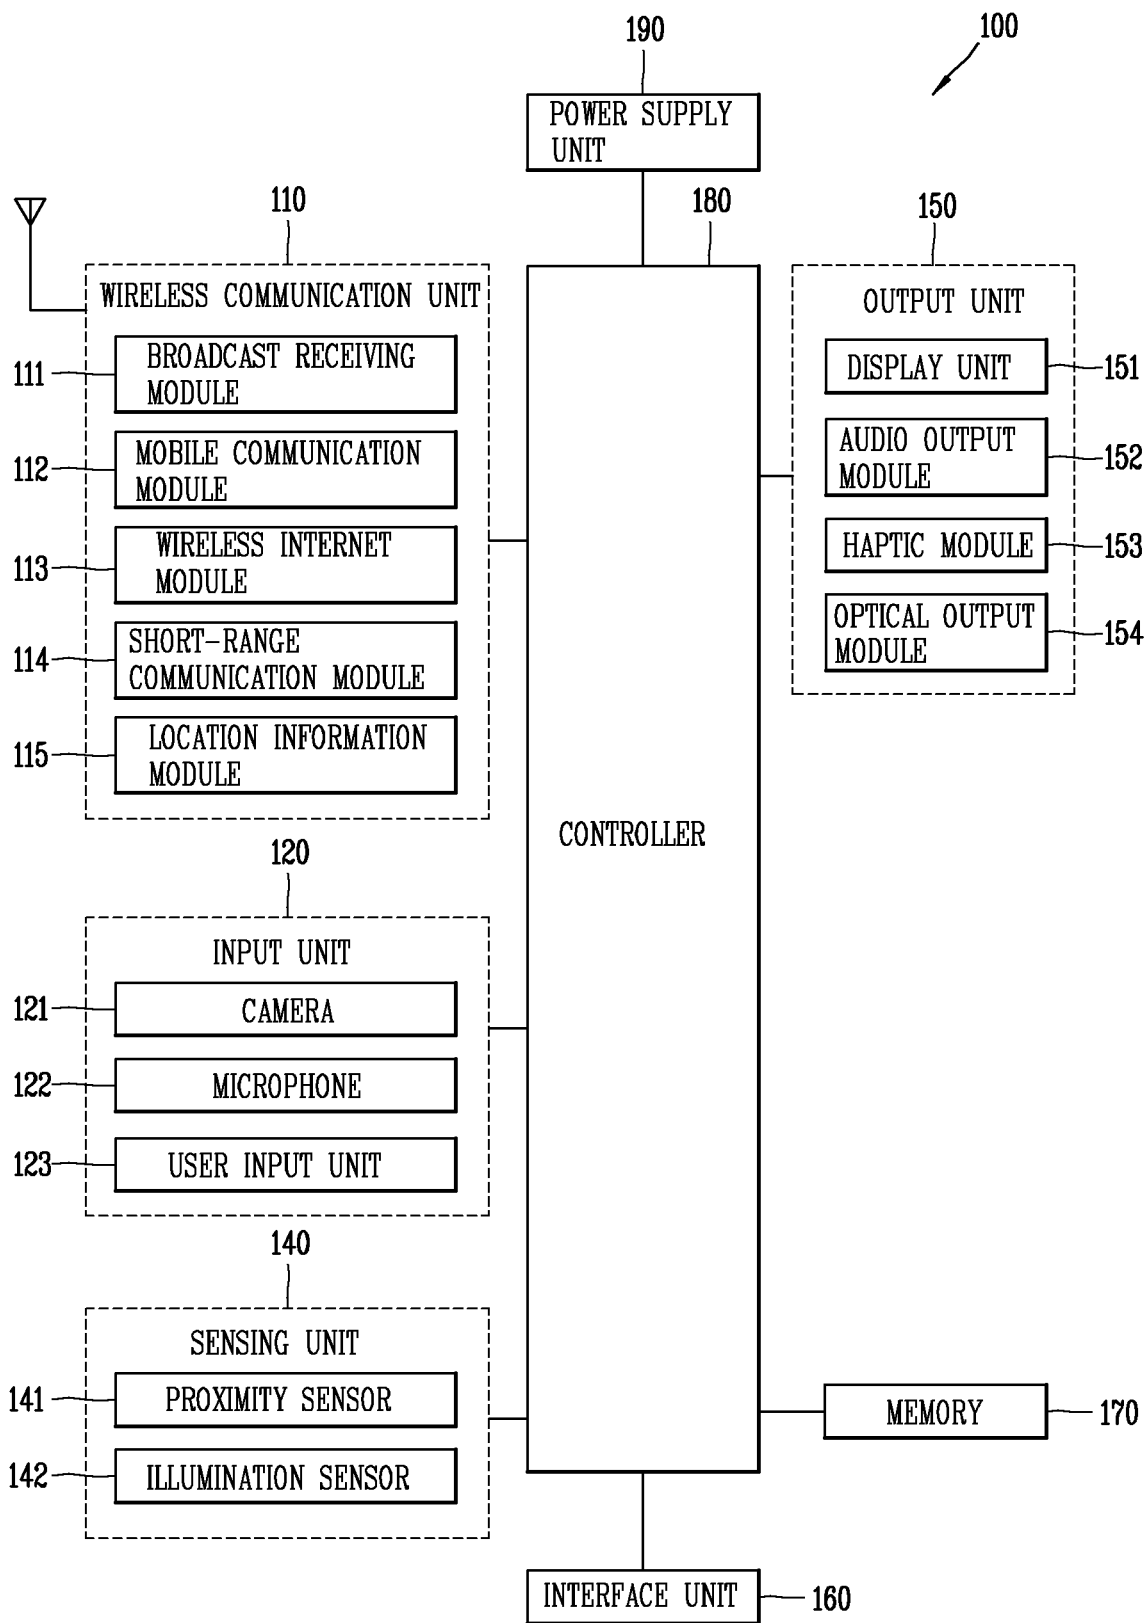 190
100
POWER SUPPLY
UNIT
110
180
150
WIRELESS COMMUNICATION UNIT
111
BROADCAST RECEIVING
MODULE
112
MOBILE COMMUNICATION
MODULE
113
WIRELESS INTERNET
MODULE
114
SHORT-RANGE
COMMUNICATION MODULE
115
LOCATION INFORMATION
MODULE
CONTROLLER
OUTPUT UNIT
DISPLAY UNIT
151
AUDIO OUTPUT
MODULE
152
HAPTIC MODULE
153
OPTICAL OUTPUT
MODULE
154
120
INPUT UNIT
121
CAMERA
122
MICROPHONE
123
USER INPUT UNIT
140
SENSING UNIT
141
PROXIMITY SENSOR
142
ILLUMINATION SENSOR
MEMORY
170
INTERFACE UNIT
160